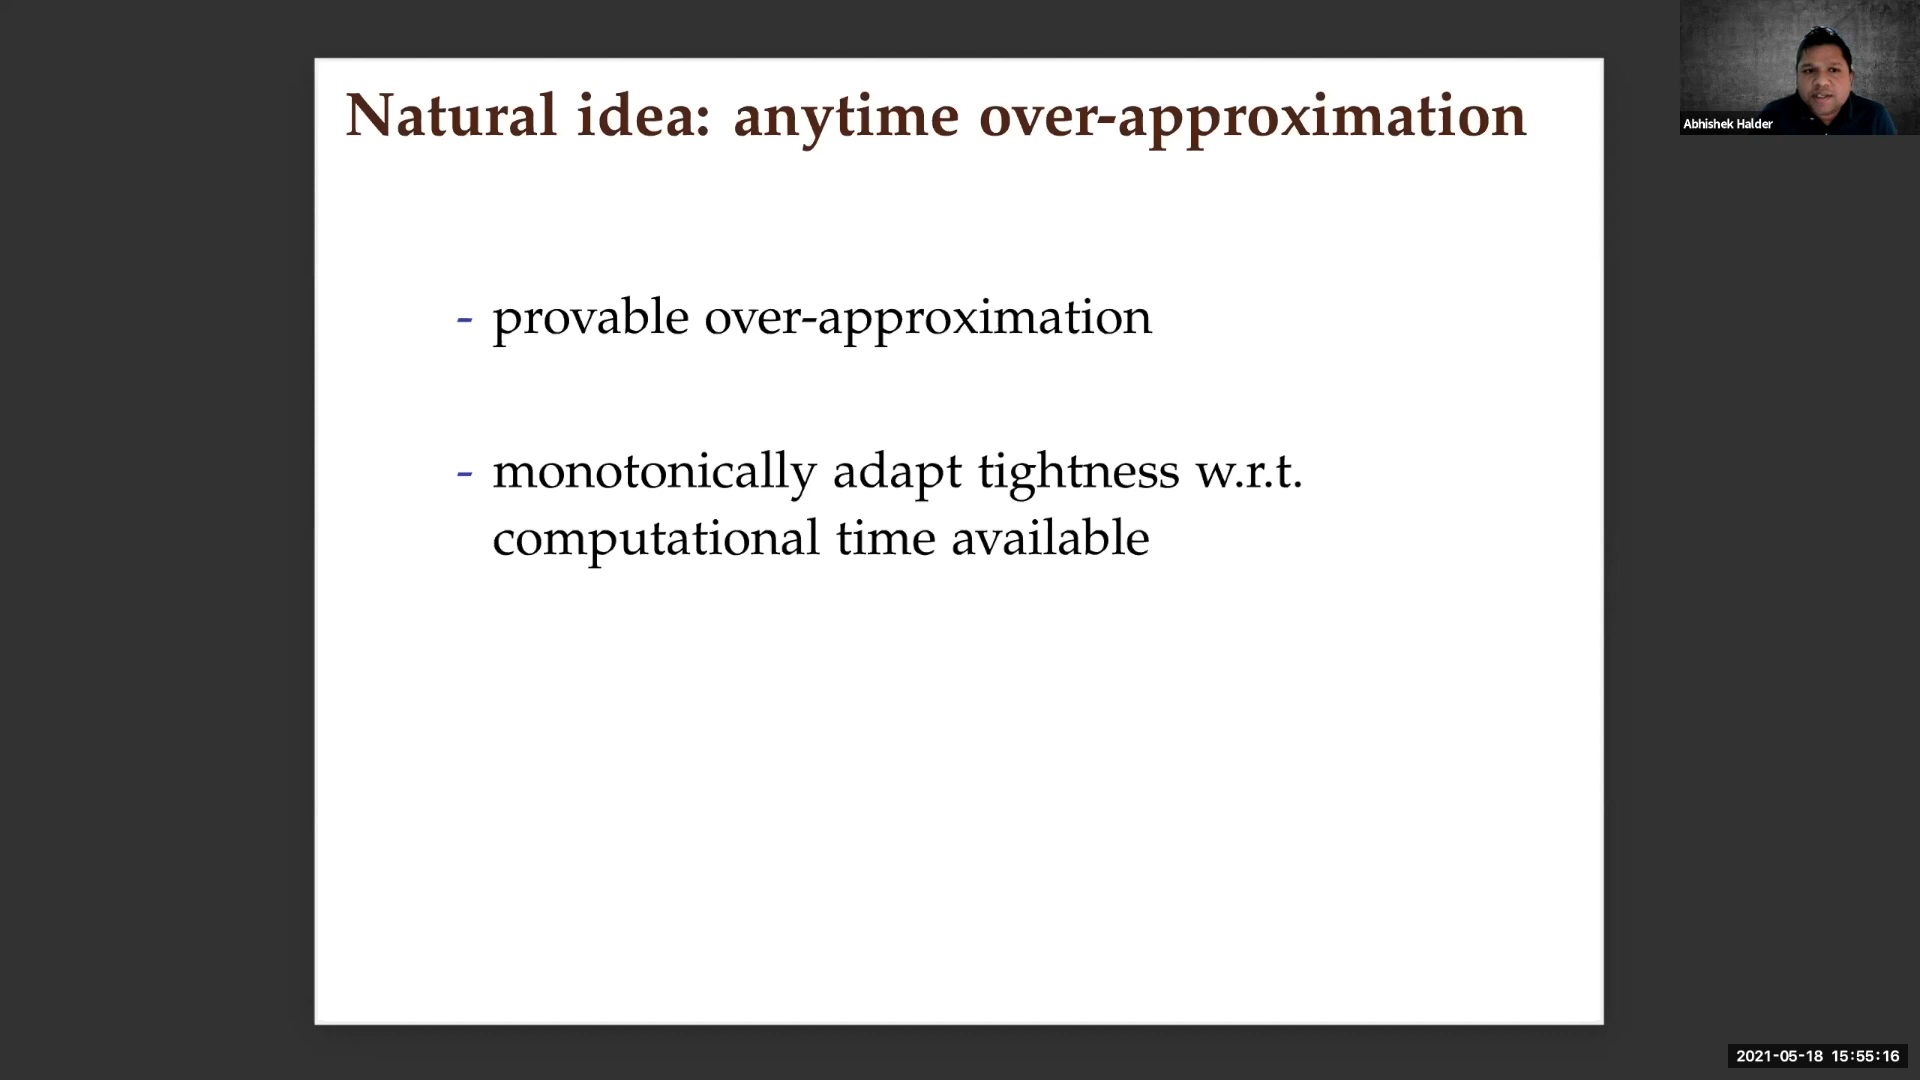 Natural idea: anytime over-approximation
- provable over-approximation
- monotonically adapt tightness w.r.t.
computational time available
Abhishek Halder
2021-05-18 15:55:16